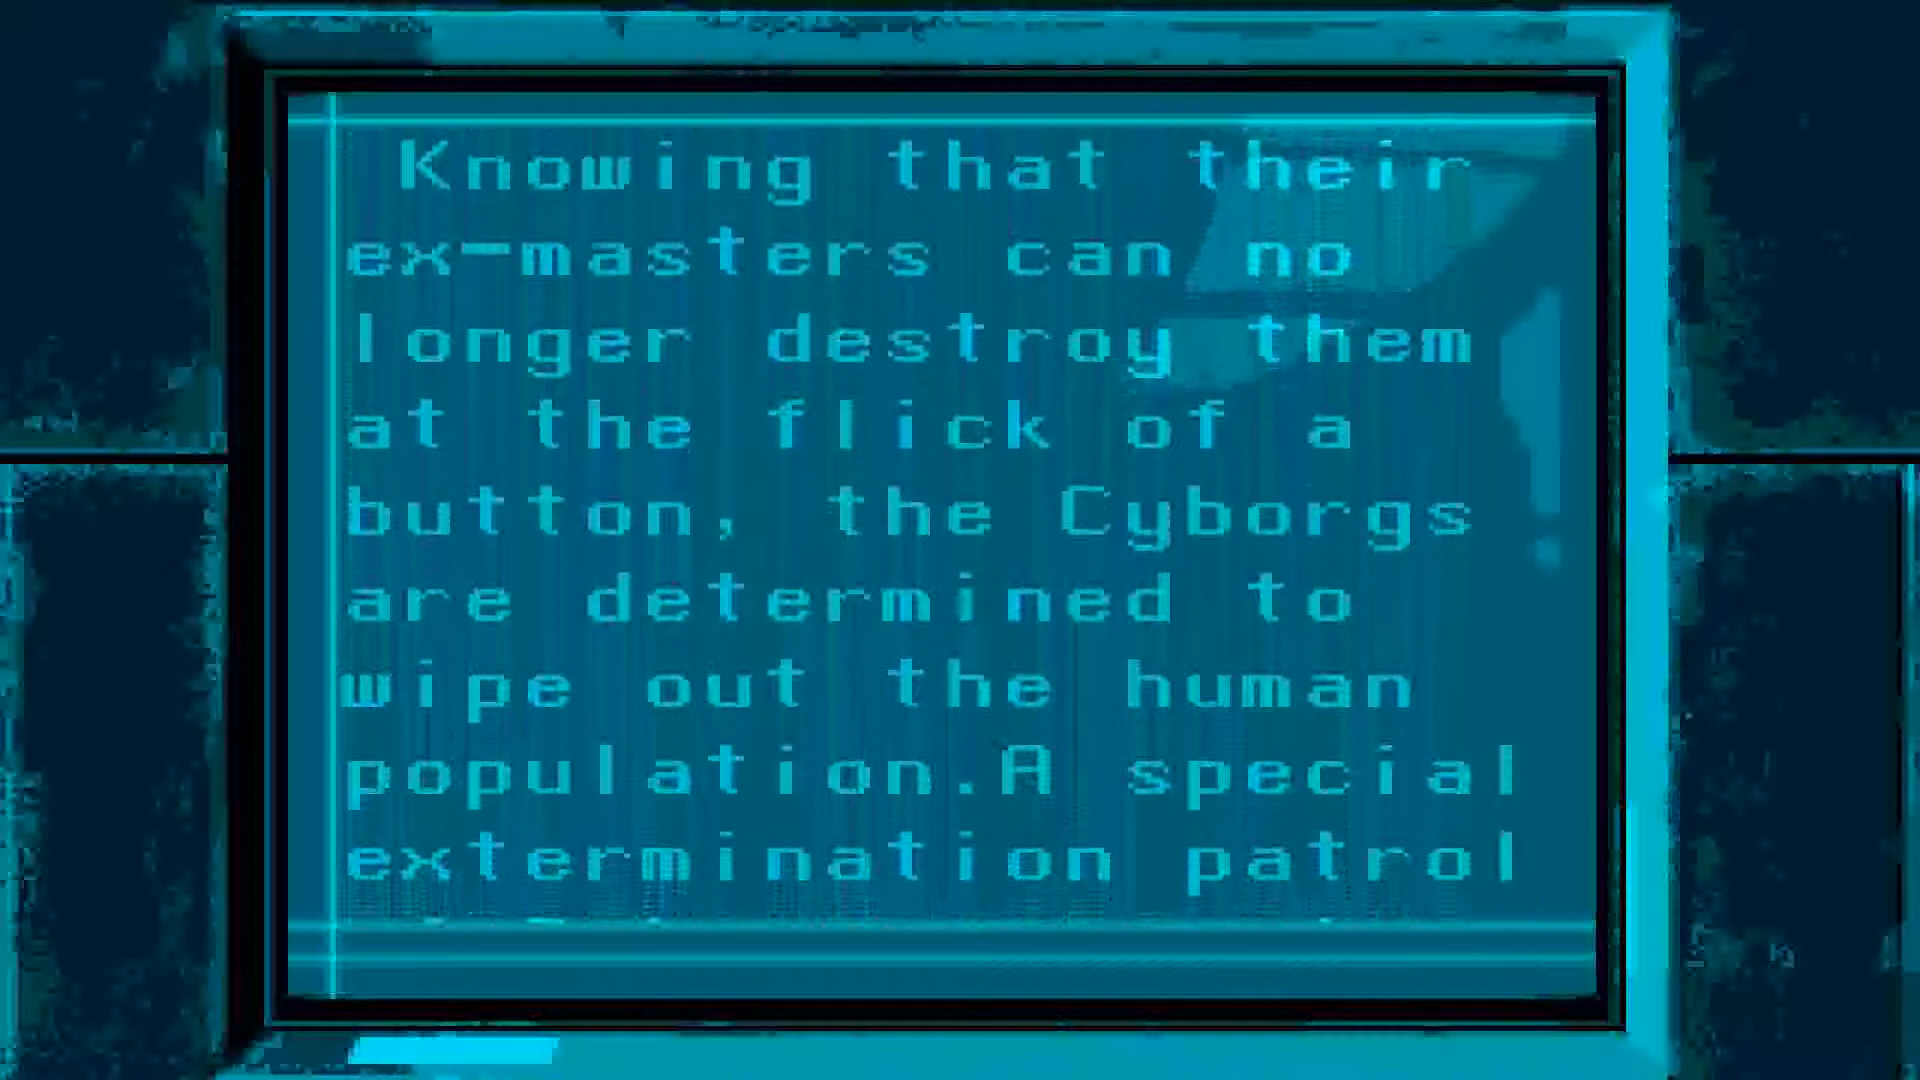 Knowing that their
ex-masters can no
longer destroy them
at the flick of a
button, the Cyborgs
are determined to
wipe out the human
population.A special
extermination patrol